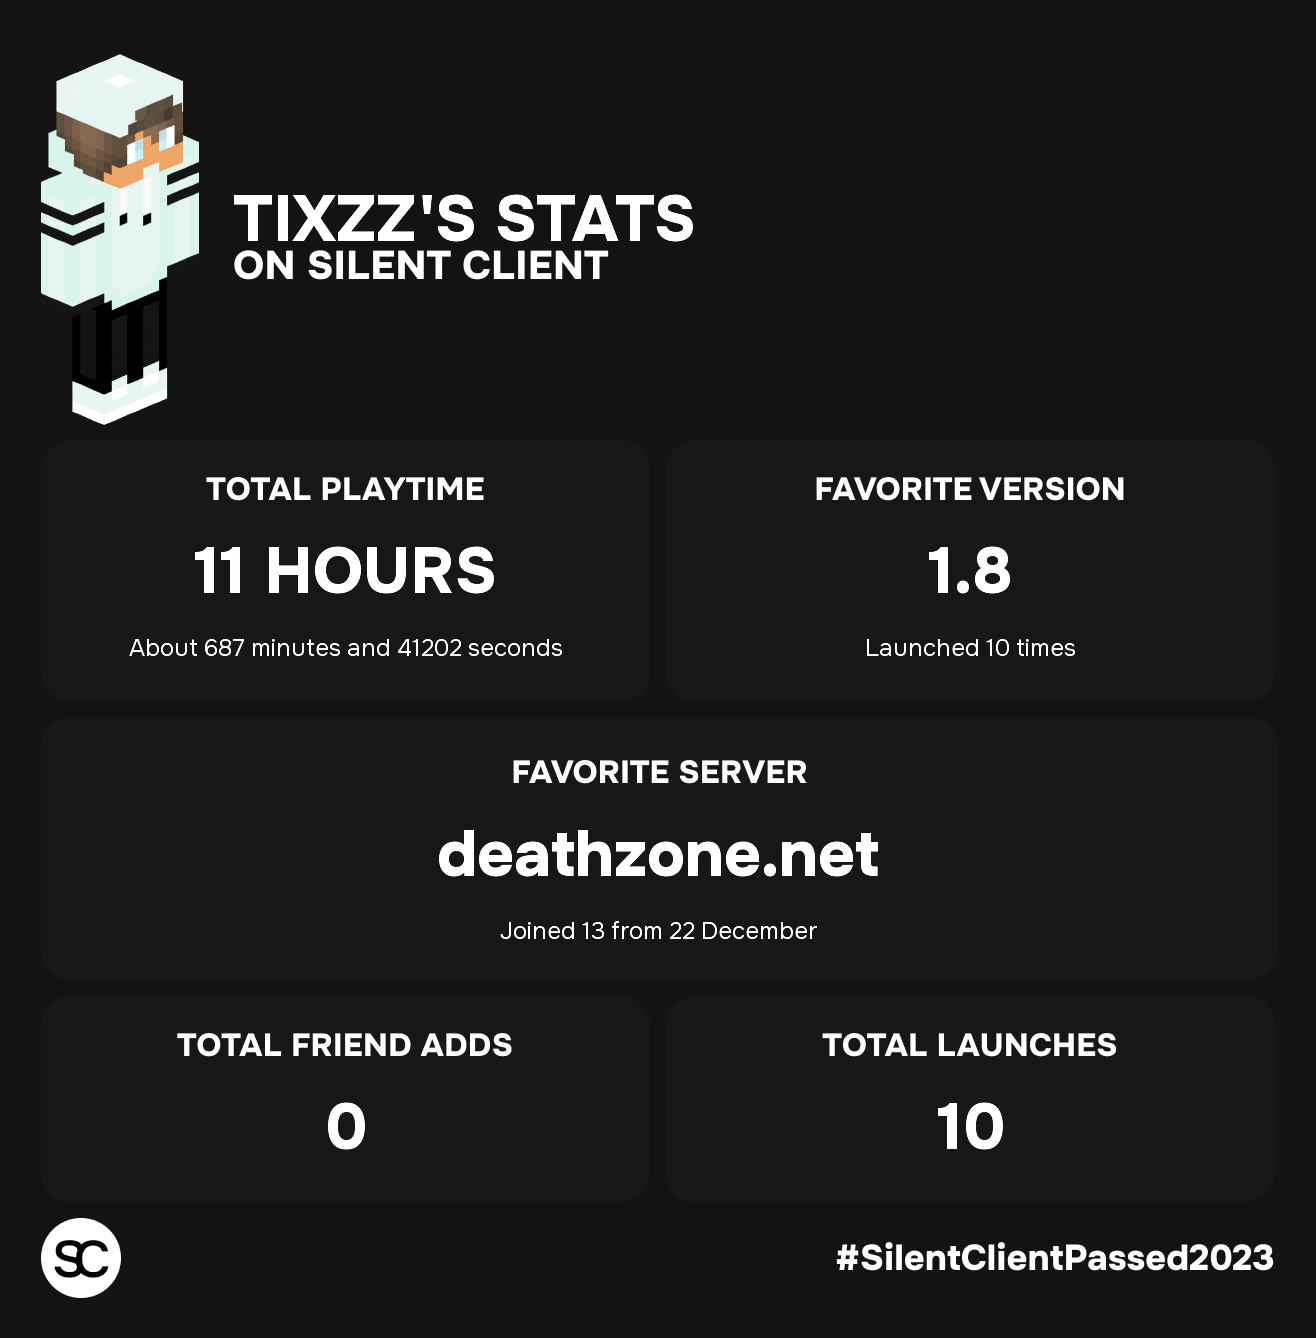 TIXZZ'S STATS
ON SILENT CLIENT
TOTAL PLAYTIME
11 HOURS
About 687 minutes and 41202 seconds
FAVORITE VERSION
1.8
Launched 10 times
FAVORITE SERVER
deathzone.net
Joined 13 from 22 December
TOTAL FRIEND ADDS
0
TOTAL LAUNCHES
10
SC
#SilentClientPassed2023